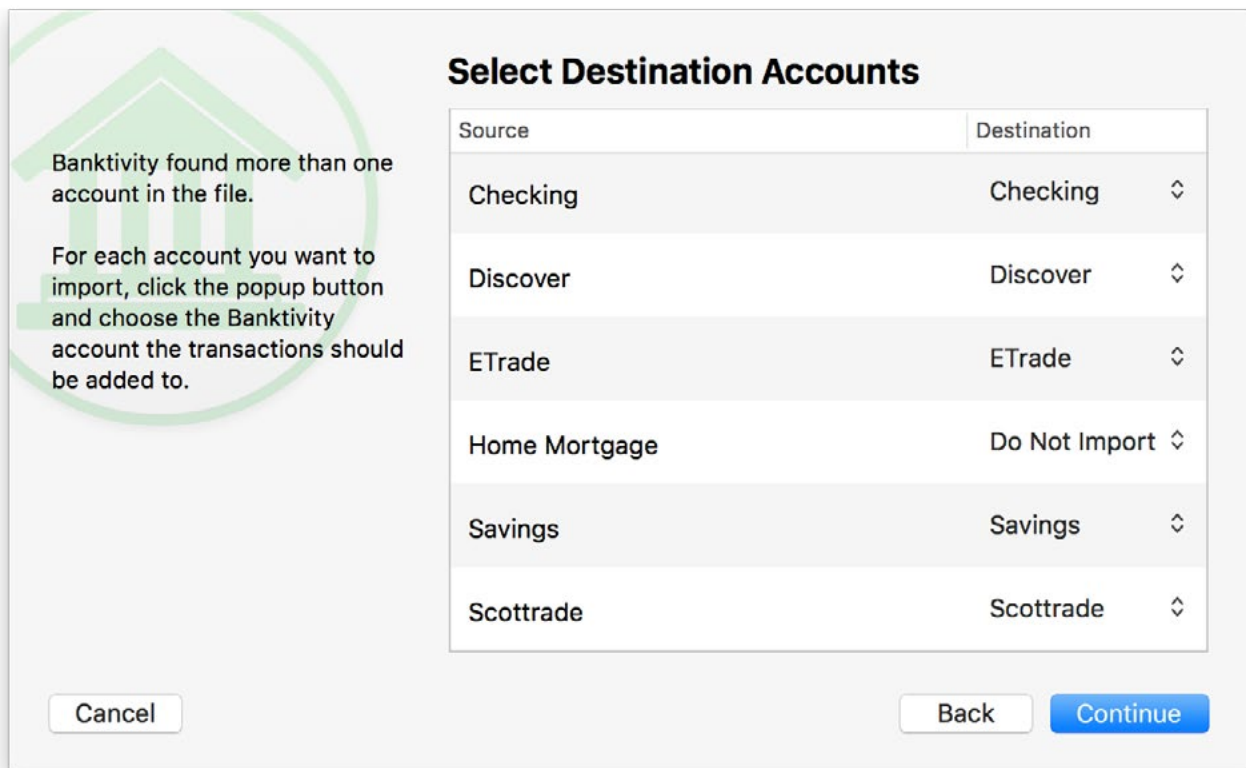 Select Destination Accounts
Banktivity found more than one
account in the file.
For each account you want to
import, click the popup button
and choose the Banktivity
account the transactions should
be added to.
Source Destination
Checking Checking
Discover Discover
ETrade ETrade
Home Mortgage Do Not Import
Savings Savings
Scottrade Scottrade
Cancel Back Continue